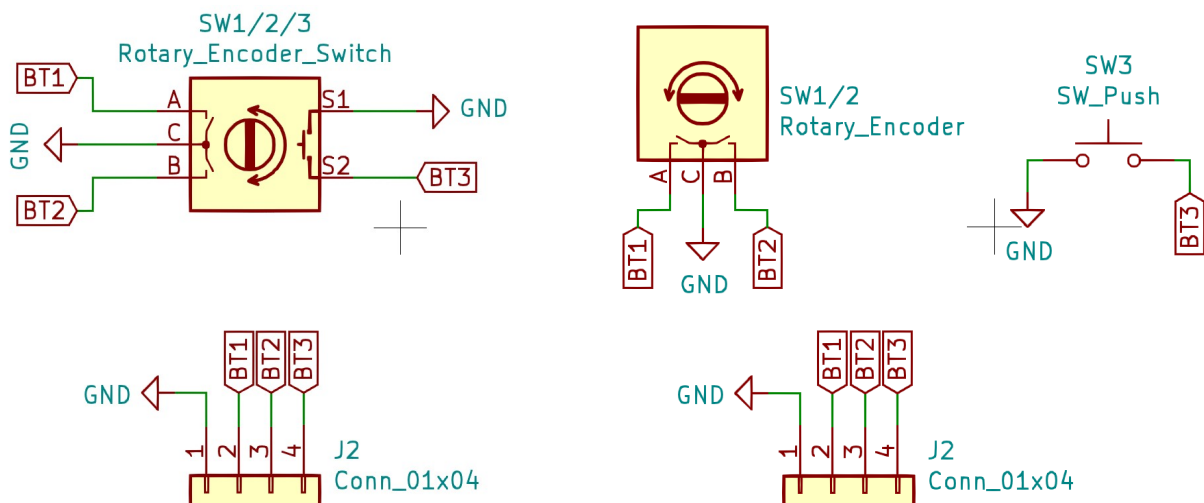 SW1/2/3
Rotary_Encoder_Switch
BT1
A
S1
GND
GND
C
B
S2
BT2
BT3
SW1/2
Rotary_Encoder
A
C
B
BT1
GND
BT2
SW3
SW_Push
GND
BT3
BT1
BT2
BT3
GND
1
2
3
4
J2
Conn_01x04
BT1
BT2
BT3
GND
1
2
3
4
J2
Conn_01x04